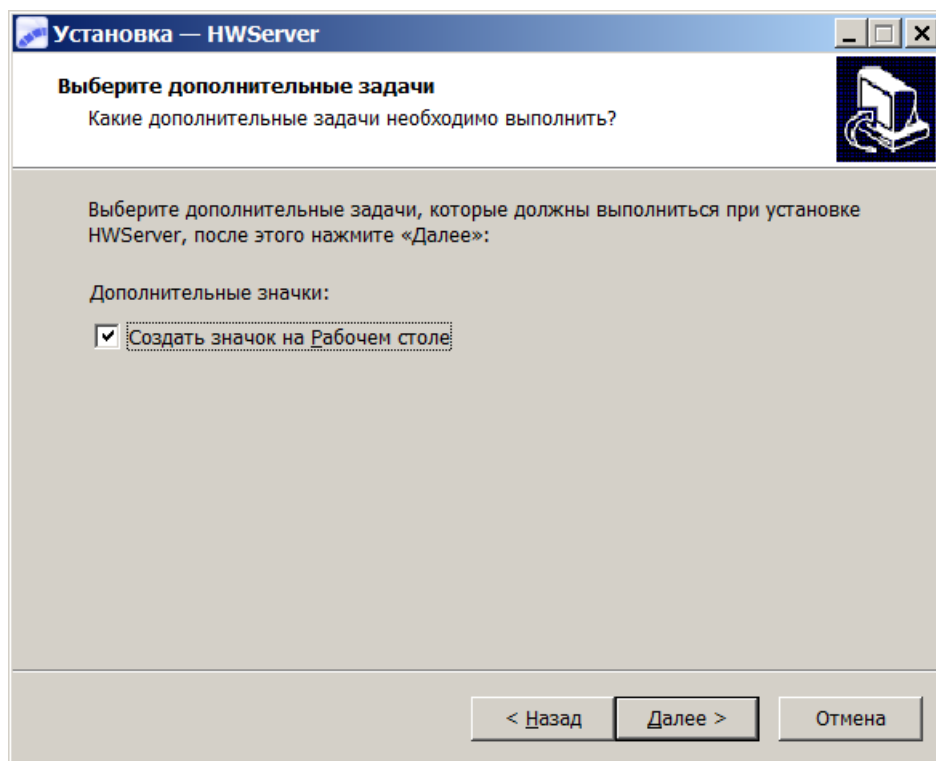 Установка — HWServer
Выберите дополнительные задачи
Какие дополнительные задачи необходимо выполнить?
Выберите дополнительные задачи, которые должны выполниться при установке
HWServer, после этого нажмите «Далее»:
Дополнительные значки:
Создать значок на Рабочем столе
< Назад Далее > Отмена